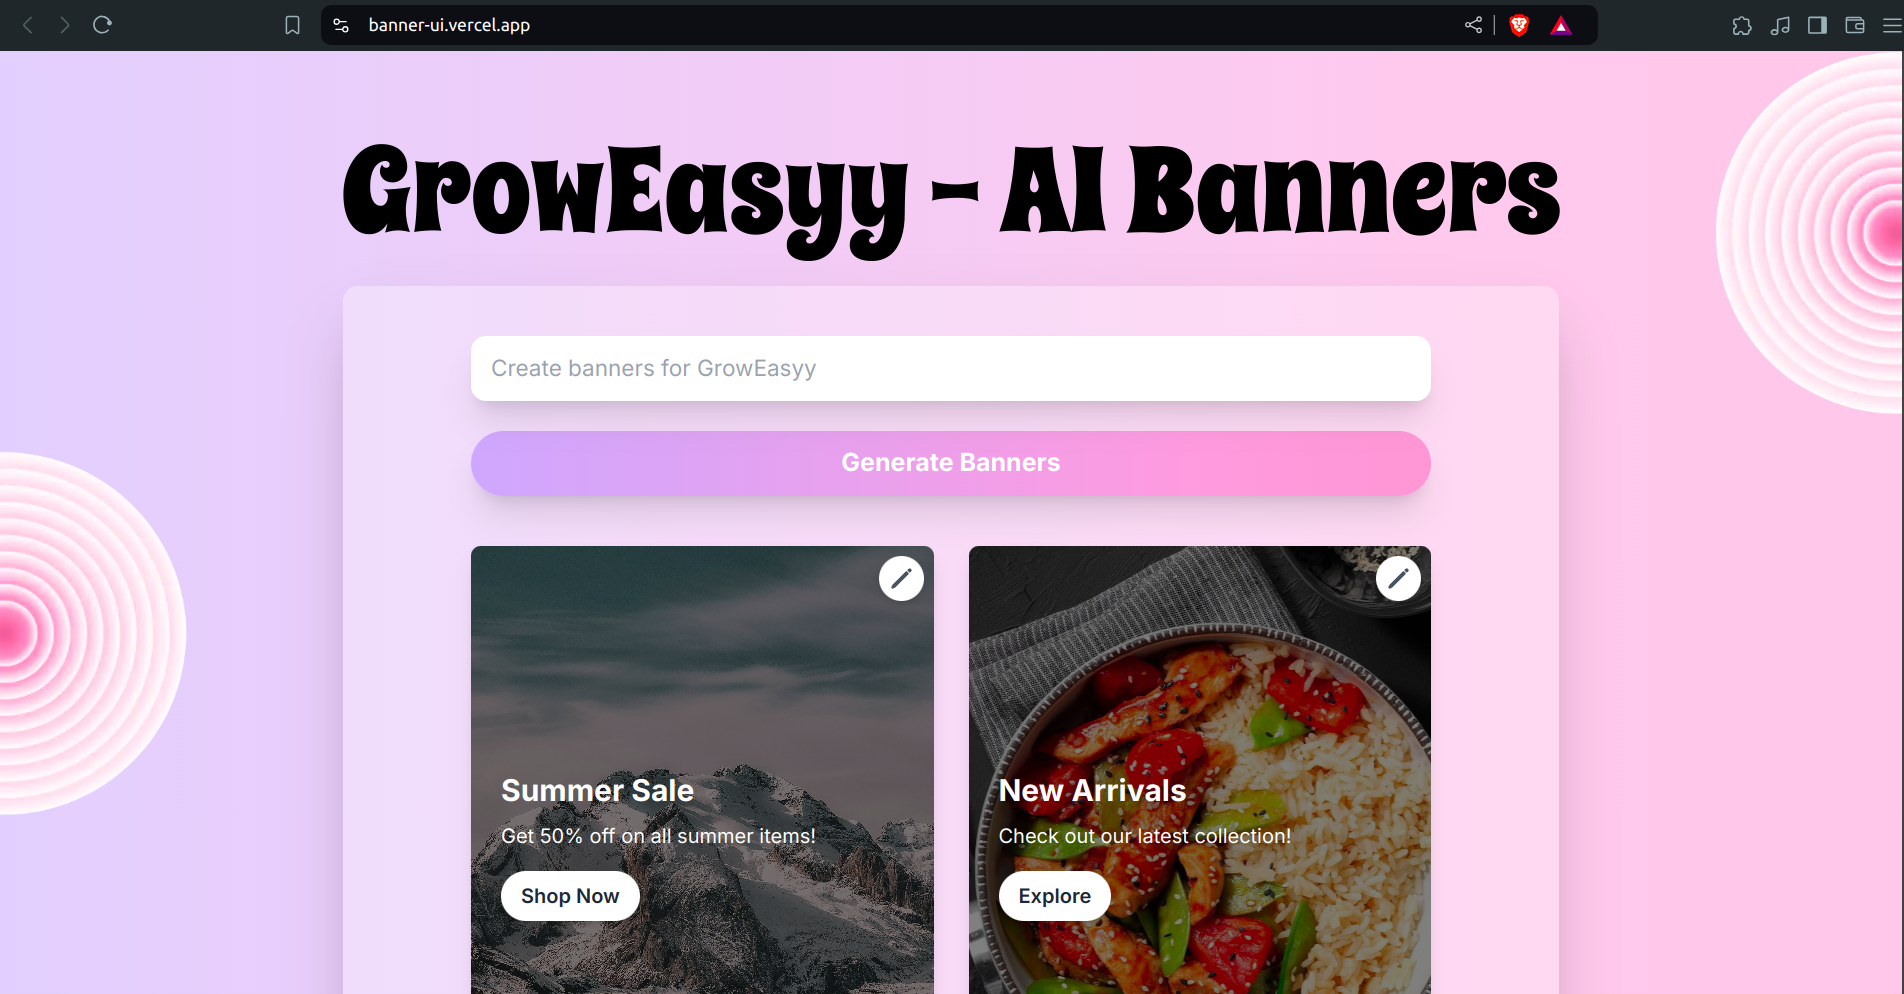 banner-ui.vercel.app
GrowEasyy – AI Banners
Create banners for GrowEasyy
Generate Banners
Summer Sale
Get 50% off on all summer items!
Shop Now
New Arrivals
Check out our latest collection!
Explore